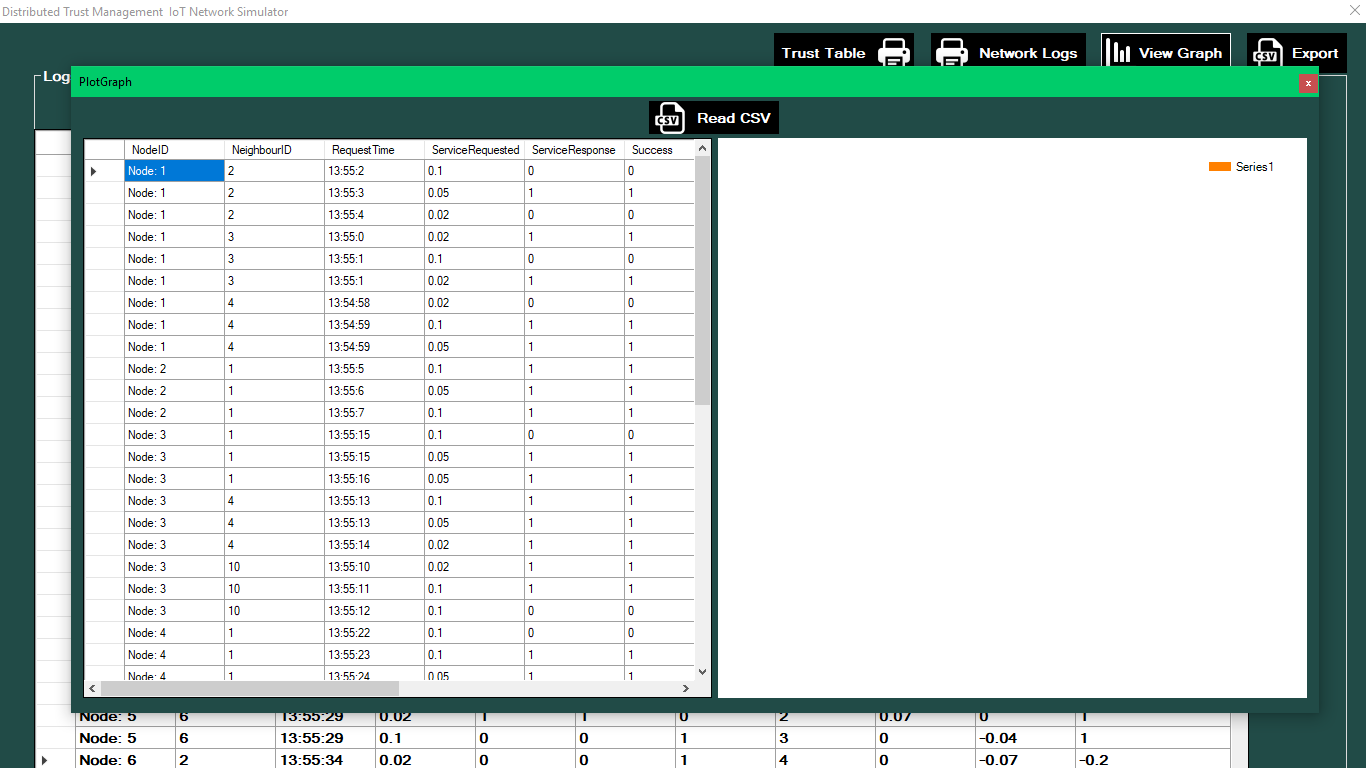 Distributed Trust Management IoT Network Simulator
Trust Table Network Logs View Graph CSV Export
Log
PlotGraph x
CSV Read CSV
NodeID NeighbourID RequestTime ServiceRequested ServiceResponse Success
Node: 1 2 13:55:2 0.1 0 0
Node: 1 2 13:55:3 0.05 1 1
Node: 1 2 13:55:4 0.02 0 0
Node: 1 3 13:55:0 0.02 1 1
Node: 1 3 13:55:1 0.1 0 0
Node: 1 3 13:55:1 0.02 1 1
Node: 1 4 13:54:58 0.02 0 0
Node: 1 4 13:54:59 0.1 1 1
Node: 1 4 13:54:59 0.05 1 1
Node: 2 1 13:55:5 0.1 1 1
Node: 2 1 13:55:6 0.05 1 1
Node: 2 1 13:55:7 0.1 1 1
Node: 3 1 13:55:15 0.1 0 0
Node: 3 1 13:55:15 0.05 1 1
Node: 3 1 13:55:16 0.05 1 1
Node: 3 4 13:55:13 0.1 1 1
Node: 3 4 13:55:13 0.05 1 1
Node: 3 4 13:55:14 0.02 1 1
Node: 3 10 13:55:10 0.02 1 1
Node: 3 10 13:55:11 0.1 1 1
Node: 3 10 13:55:12 0.1 0 0
Node: 4 1 13:55:22 0.1 0 0
Node: 4 1 13:55:23 0.1 1 1
Node: 4 1 13:55:24 0.05 1 1
Series1
Node: 5 6 13:55:29 0.02 1 1 0 2 0.07 0 1
Node: 5 6 13:55:29 0.1 0 0 1 3 0 -0.04 1
Node: 6 2 13:55:34 0.02 0 0 1 4 0 -0.07 -0.2